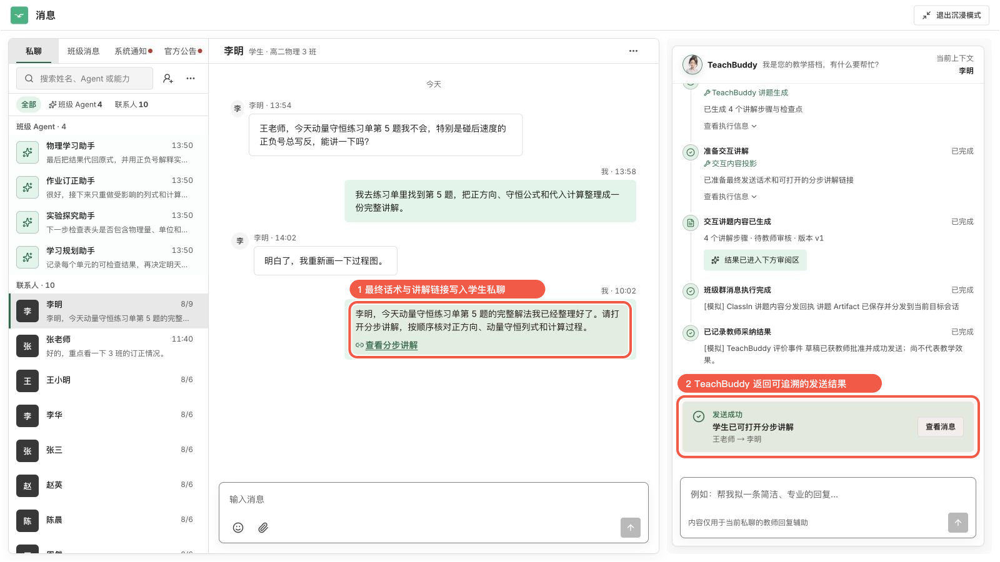 消息
退出沉浸模式
私聊
班级消息
系统通知
官方公告
搜索姓名、Agent 或能力
全部
班级 Agent 4
联系人 10
班级 Agent · 4
物理学习助手 13:50
最后把结果代回原式，并用正负号解释实...
作业订正助手 13:50
很好，接下来只重做受影响的列式和计算...
实验探究助手 13:50
下一步检查表头是否包含物理量、单位和...
学习规划助手 13:50
记录每个单元的可检查结果，再决定明天...
联系人 · 10
李 李明 8/9
李明，今天动量守恒练习单第 5 题的完整...
张 张老师 11:40
好的，重点看一下 3 班的订正情况。
王 王小明 8/6
李 李华 8/6
张 张三 8/6
赵 赵英 8/6
陈 陈晨 8/6
李明 学生 · 高二物理 3 班
今天
李 李明 · 13:54
王老师，今天动量守恒练习单第 5 题我不会，特别是碰后速度的
正负号总写反，能讲一下吗？
我 · 13:58
我去练习单里找到第 5 题，把正方向、守恒公式和代入计算整理成一
份完整讲解。
李 李明 · 14:02
明白了，我重新画一下过程图。
1 最终话术与讲解链接写入学生私聊
我 · 10:02
李明，今天动量守恒练习单第 5 题的完整解法我已经整理好了。请打
开分步讲解，按顺序核对正方向、动量守恒列式和计算过程。
查看分步讲解
输入消息
TeachBuddy 我是您的教学搭档，有什么要帮忙？
当前上下文
李明
TeachBuddy 讲题生成
已生成 4 个讲解步骤与检查点
查看执行信息
准备交互讲解 已完成
交互内容投影
已准备最终发送话术和可打开的分步讲解链接
查看执行信息
交互讲题内容已生成 已完成
4 个讲解步骤 · 待教师审核 · 版本 v1
结果已进入下方审阅区
班级群消息执行完成 已完成
[模拟] ClassIn 讲题内容分发回执 讲题 Artifact 已保存并分发到当前目标会话
已记录教师采纳结果 已完成
[模拟] TeachBuddy 评价事件 草稿已获教师批准并成功发送；尚不代表教学效
果。
2 TeachBuddy 返回可追溯的发送结果
发送成功
学生已可打开分步讲解
王老师 → 李明
查看消息
例如：帮我拟一条简洁、专业的回复...
内容仅用于当前私聊的教师回复辅助